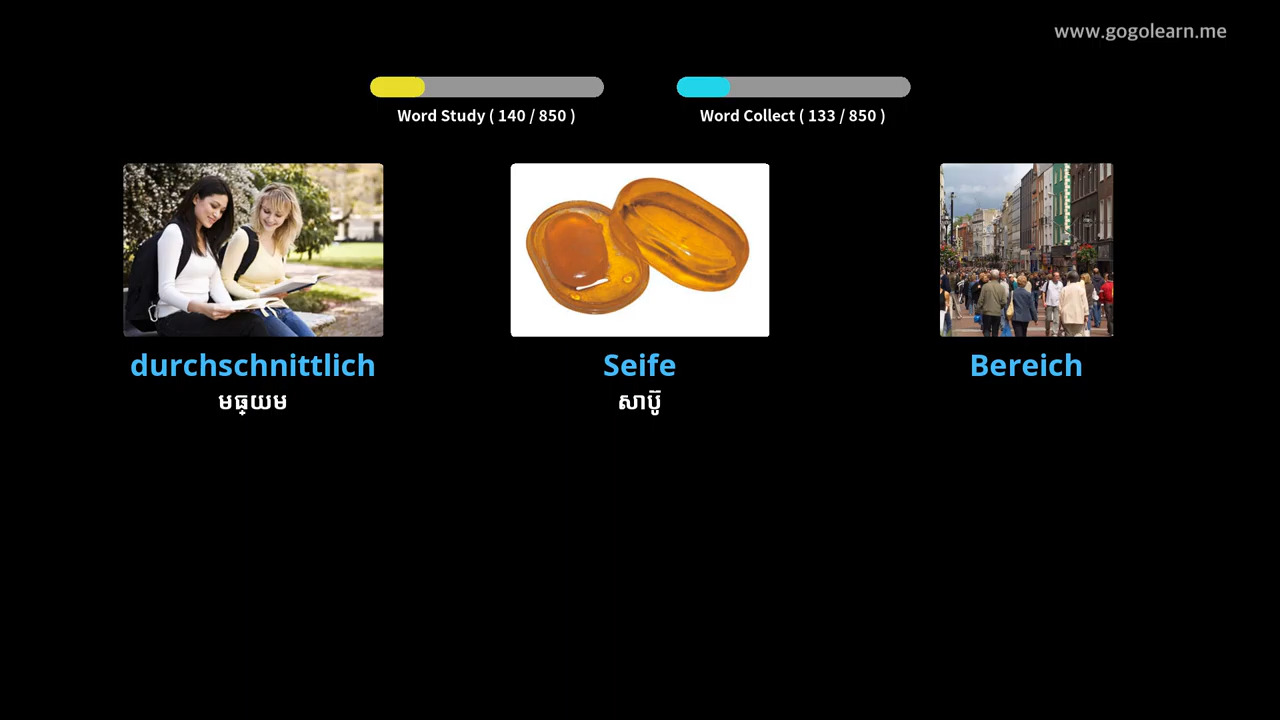 www.gogolearn.me
Word Study ( 140 / 850 )
Word Collect ( 133 / 850 )
durchschnittlich
មធ្យម
Seife
សាប៊ូ
Bereich